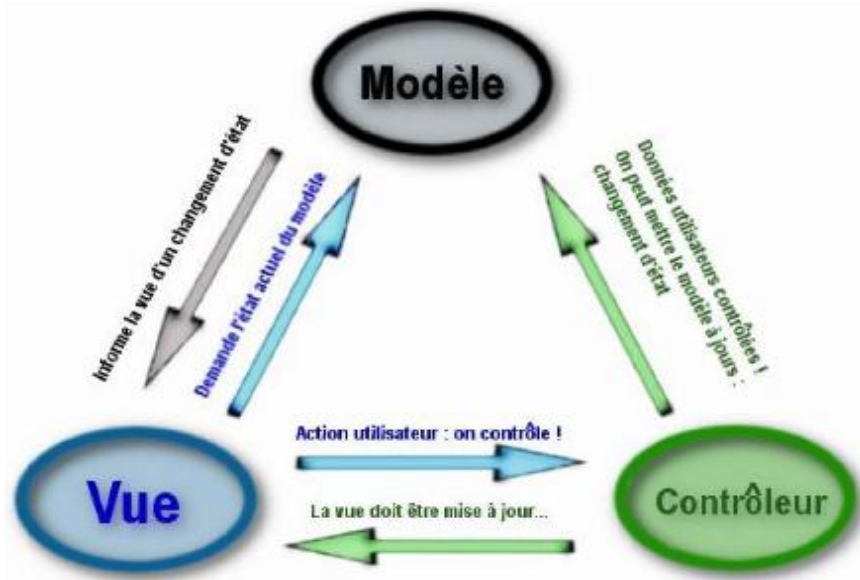 Modèle
Informe la vue d'un changement d'état
Demande l'état actuel du modèle
Données utilisateurs contrôlées !
On peut mettre le modèle à jours :
changement d'état
Action utilisateur : on contrôle !
Vue
Contrôleur
La vue doit être mise à jour...